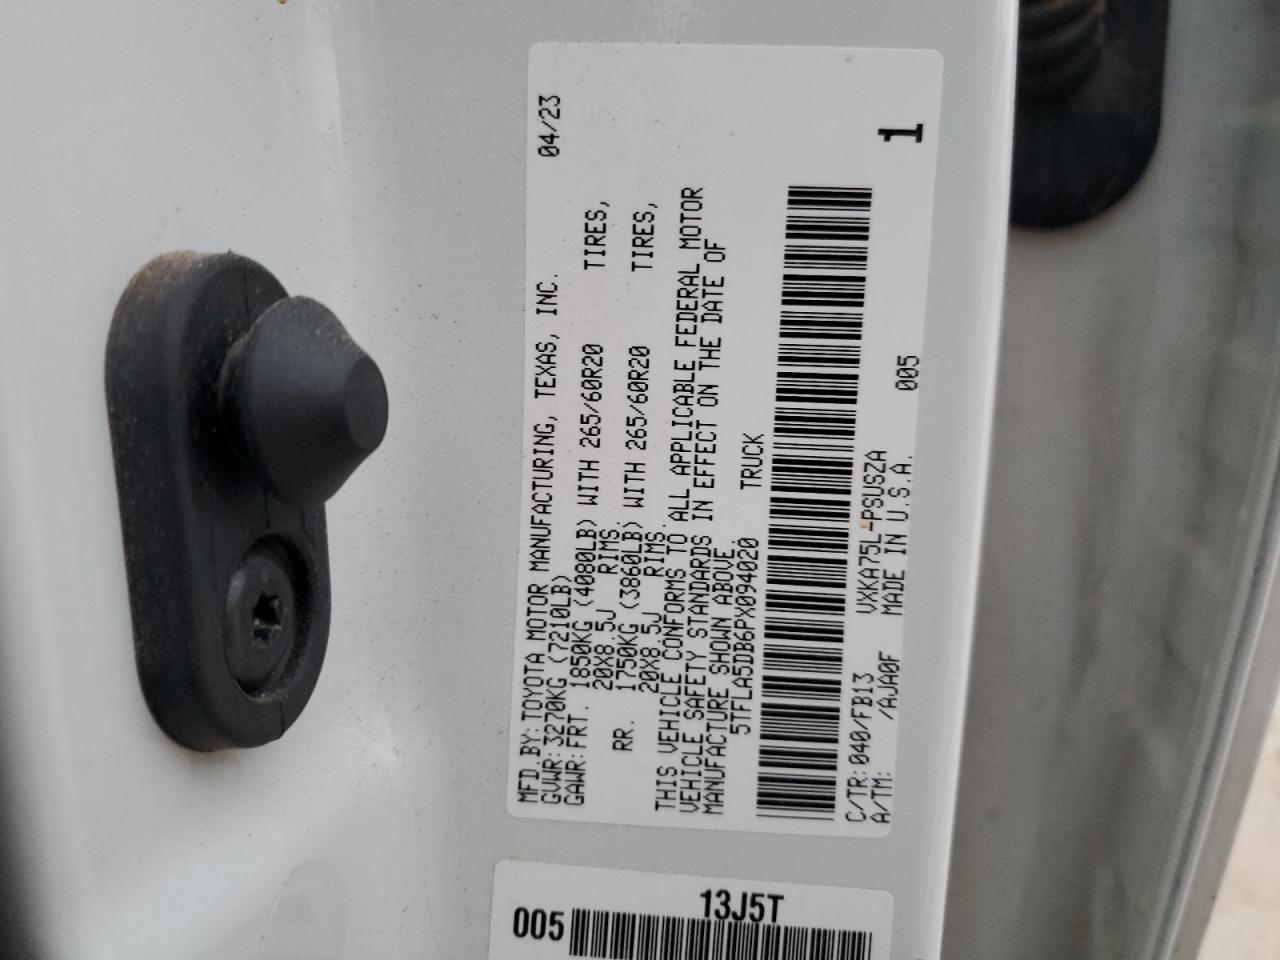 MFD.BY:TOYOTA MOTOR MANUFACTURING, TEXAS, INC. 04/23
GVWR:3270KG (7210LB)
GAWR:FRT. 1850KG (4080LB) WITH 265/60R20 TIRES,
20X8.5J RIMS.
RR. 1750KG (3860LB) WITH 265/60R20 TIRES,
20X8.5J RIMS.
THIS VEHICLE CONFORMS TO ALL APPLICABLE FEDERAL MOTOR
VEHICLE SAFETY STANDARDS IN EFFECT ON THE DATE OF
MANUFACTURE SHOWN ABOVE
5TFLA5DB6PX094020 TRUCK
C/TR:040/FB13 VXKA75L-PSUSZA 005
A/TM: /AJA0F MADE IN U.S.A.
1
13J5T
005